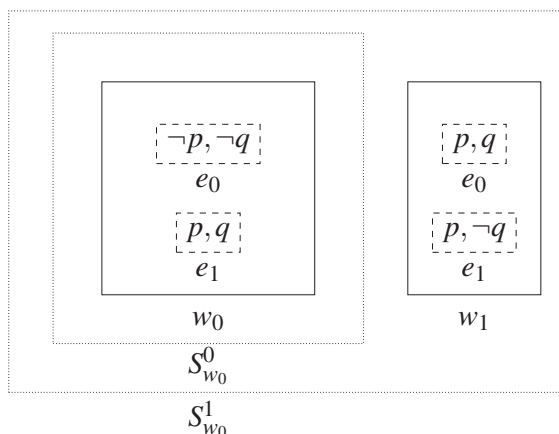 ¬p, ¬q p, q
e₀ e₀
p, q p, ¬q
e₁ e₁
w₀ w₁
S⁰w₀
S¹w₀